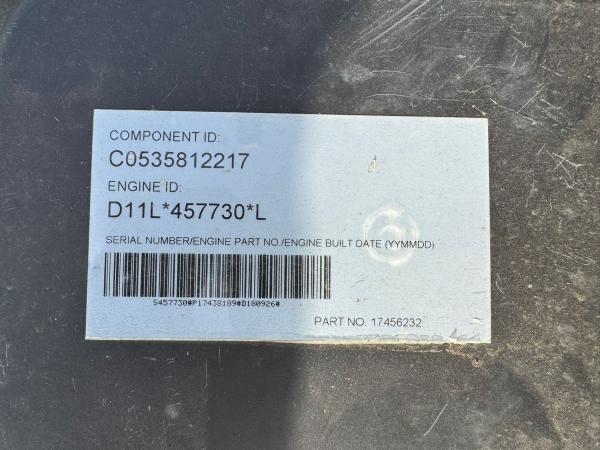 COMPONENT ID:
C0535812217
ENGINE ID:
D11L*457730*L
SERIAL NUMBER/ENGINE PART NO./ENGINE BUILT DATE (YYMMDD)
S457730#P17438189#D180926#
PART NO. 17456232